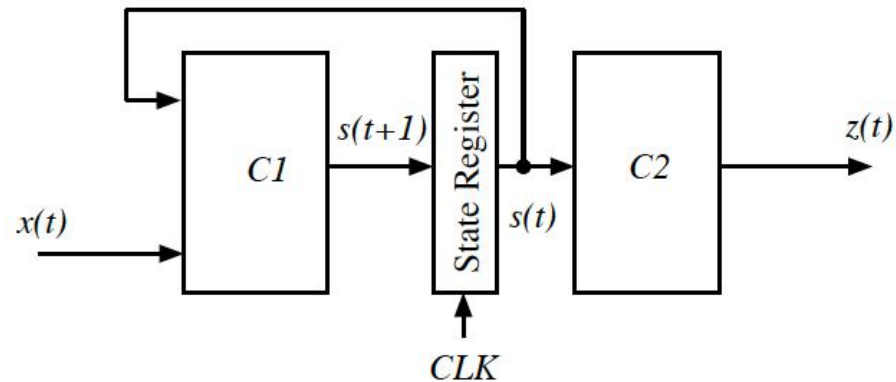 C1
s(t+1)
State Register
C2
z(t)
x(t)
s(t)
CLK